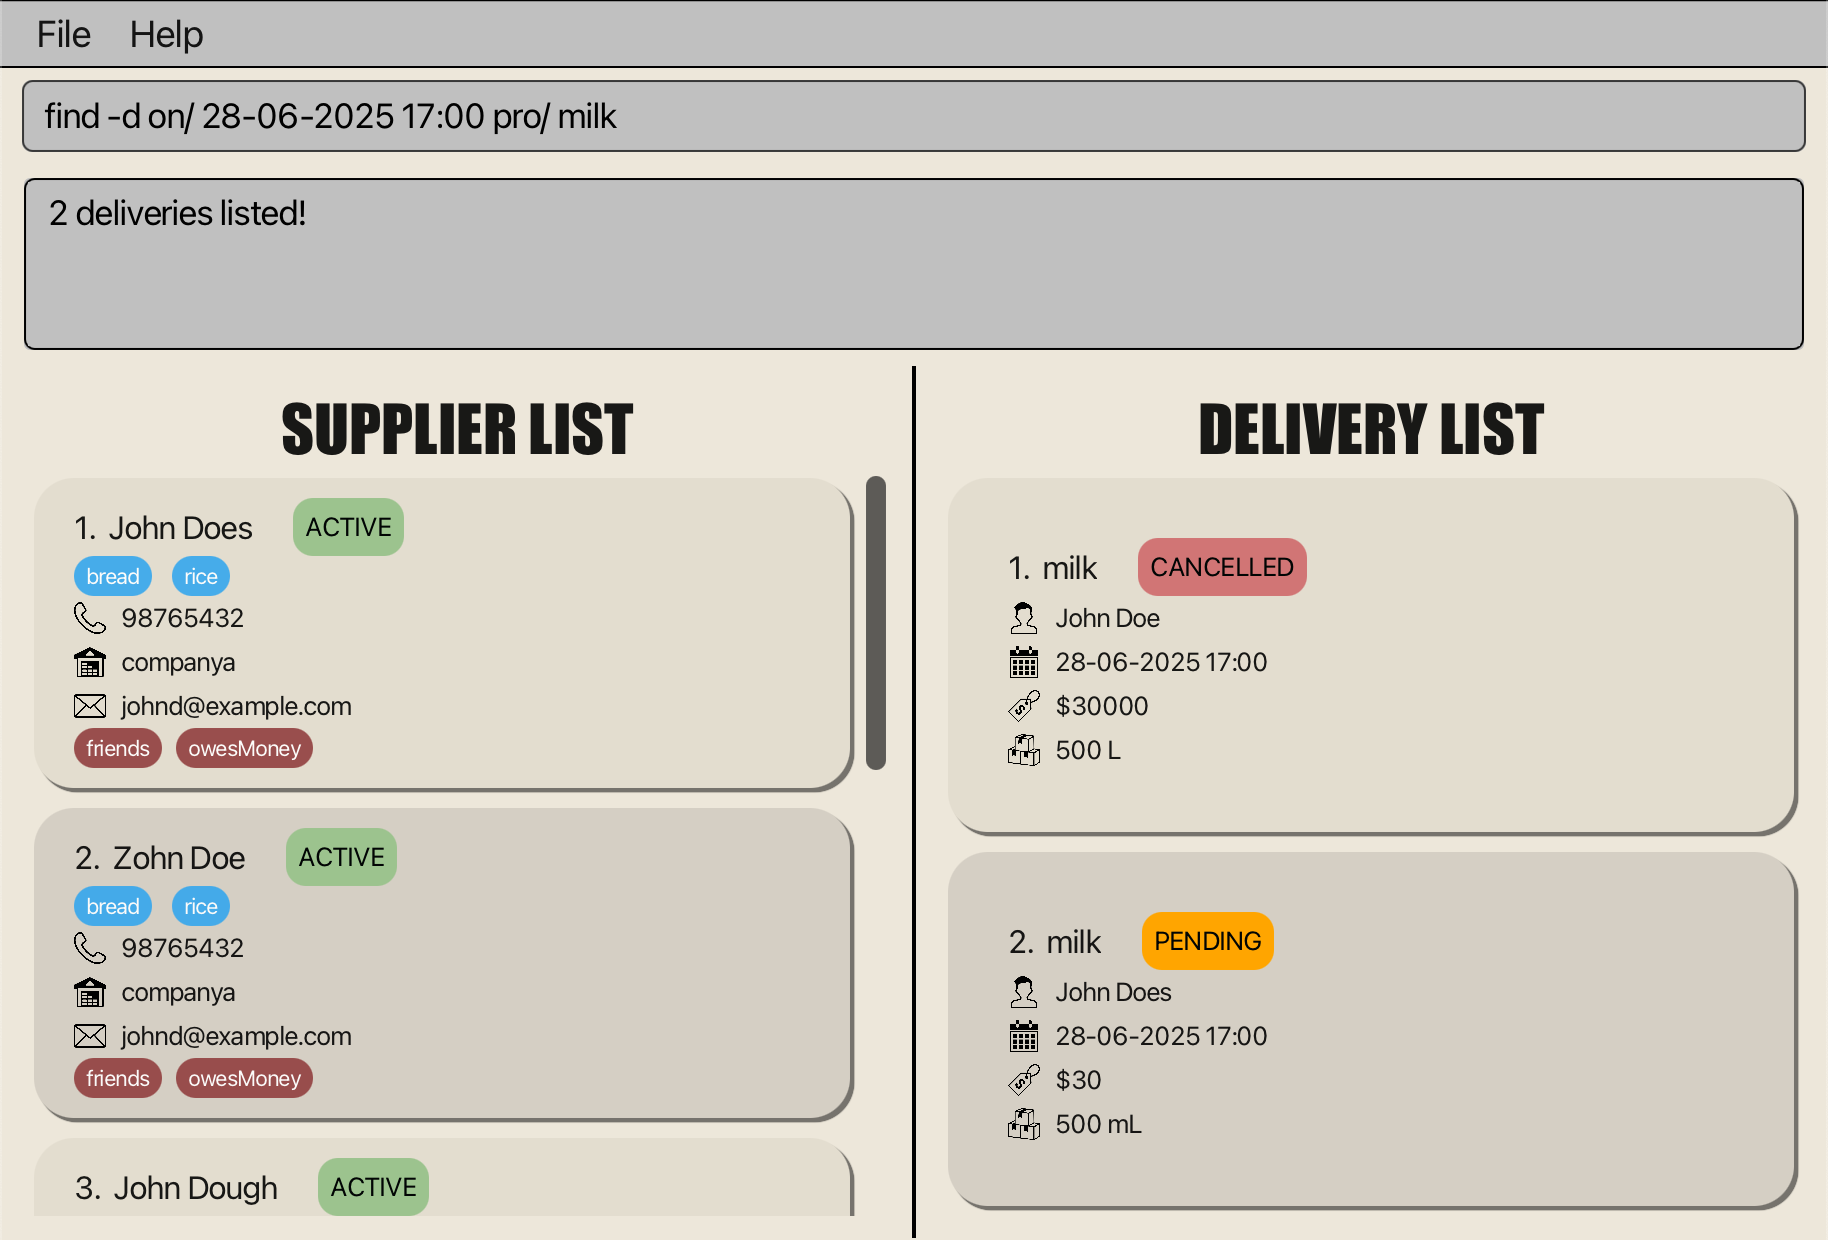 File Help
find -d on/ 28-06-2025 17:00 pro/ milk
2 deliveries listed!
SUPPLIER LIST
1. John Does ACTIVE
bread rice
98765432
companya
johnd@example.com
friends owesMoney
2. Zohn Doe ACTIVE
bread rice
98765432
companya
johnd@example.com
friends owesMoney
3. John Dough ACTIVE
DELIVERY LIST
1. milk CANCELLED
John Doe
28-06-2025 17:00
$30000
500 L
2. milk PENDING
John Does
28-06-2025 17:00
$30
500 mL